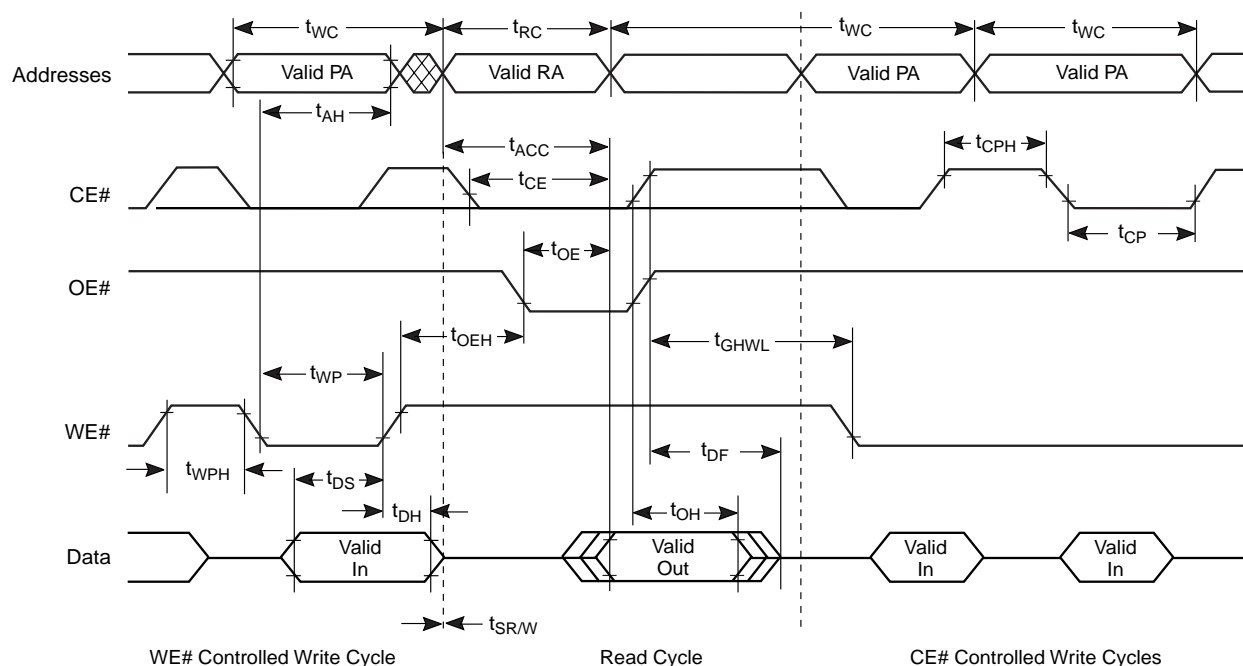 tWC tRC tWC tWC
Addresses Valid PA Valid RA Valid PA Valid PA
tAH
tACC
tCPH
tCE
CE#
tOE
tCP
OE#
tOEH
tGHWL
tWP
WE#
tDF
tWPH
tDS
tDH
tOH
Data Valid In Valid Out Valid In Valid In
tSR/W
WE# Controlled Write Cycle Read Cycle CE# Controlled Write Cycles